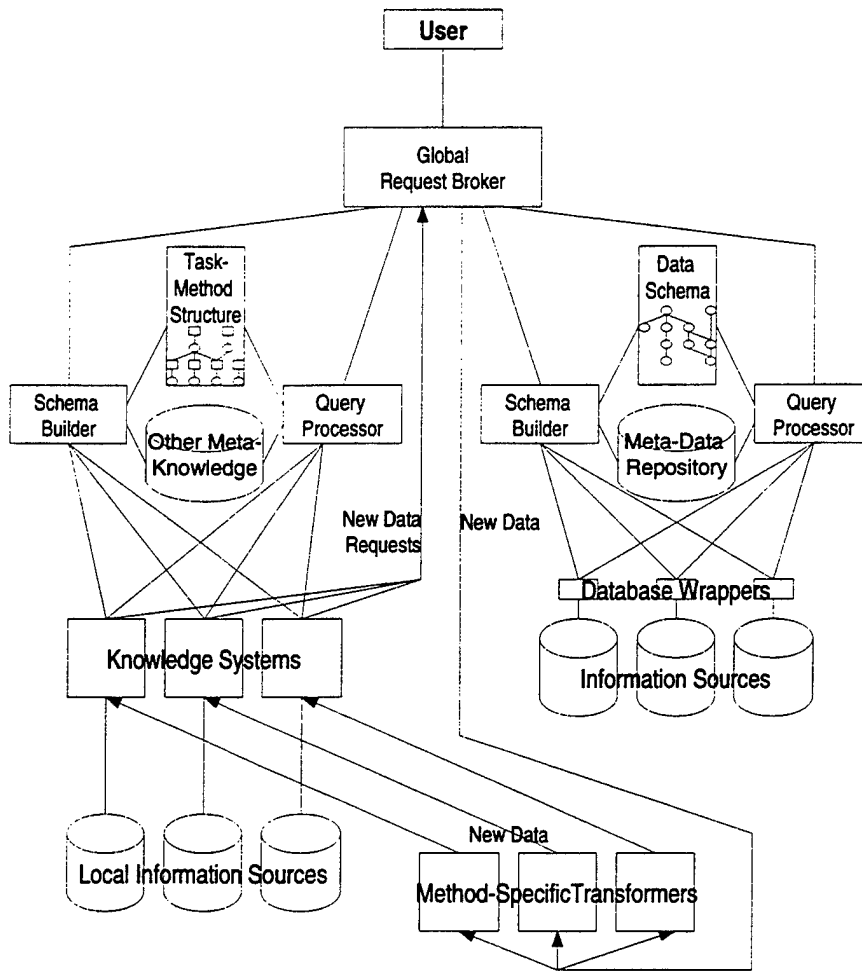 User
Global
Request Broker
Task-
Method
Structure
Data
Schema
Schema
Builder
Other Meta-
Knowledge
Query
Processor
Schema
Builder
Meta-Data
Repository
Query
Processor
New Data
Requests
New Data
Database Wrappers
Knowledge Systems
Information Sources
New Data
Local Information Sources
Method-SpecificTransformers